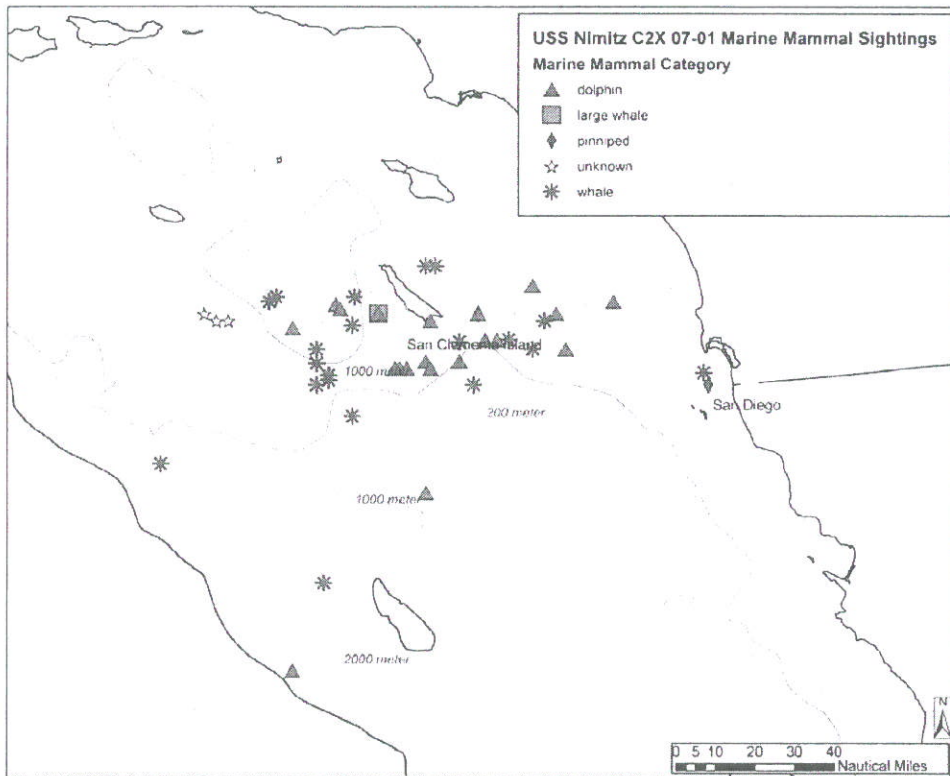 USS Nimitz C2X 07-01 Marine Mammal Sightings
Marine Mammal Category
dolphin
large whale
pinniped
unknown
whale
San Clemente Island
1000 meter
200 meter
San Diego
1000 meter
2000 meter
N
0 5 10 20 30 40
Nautical Miles